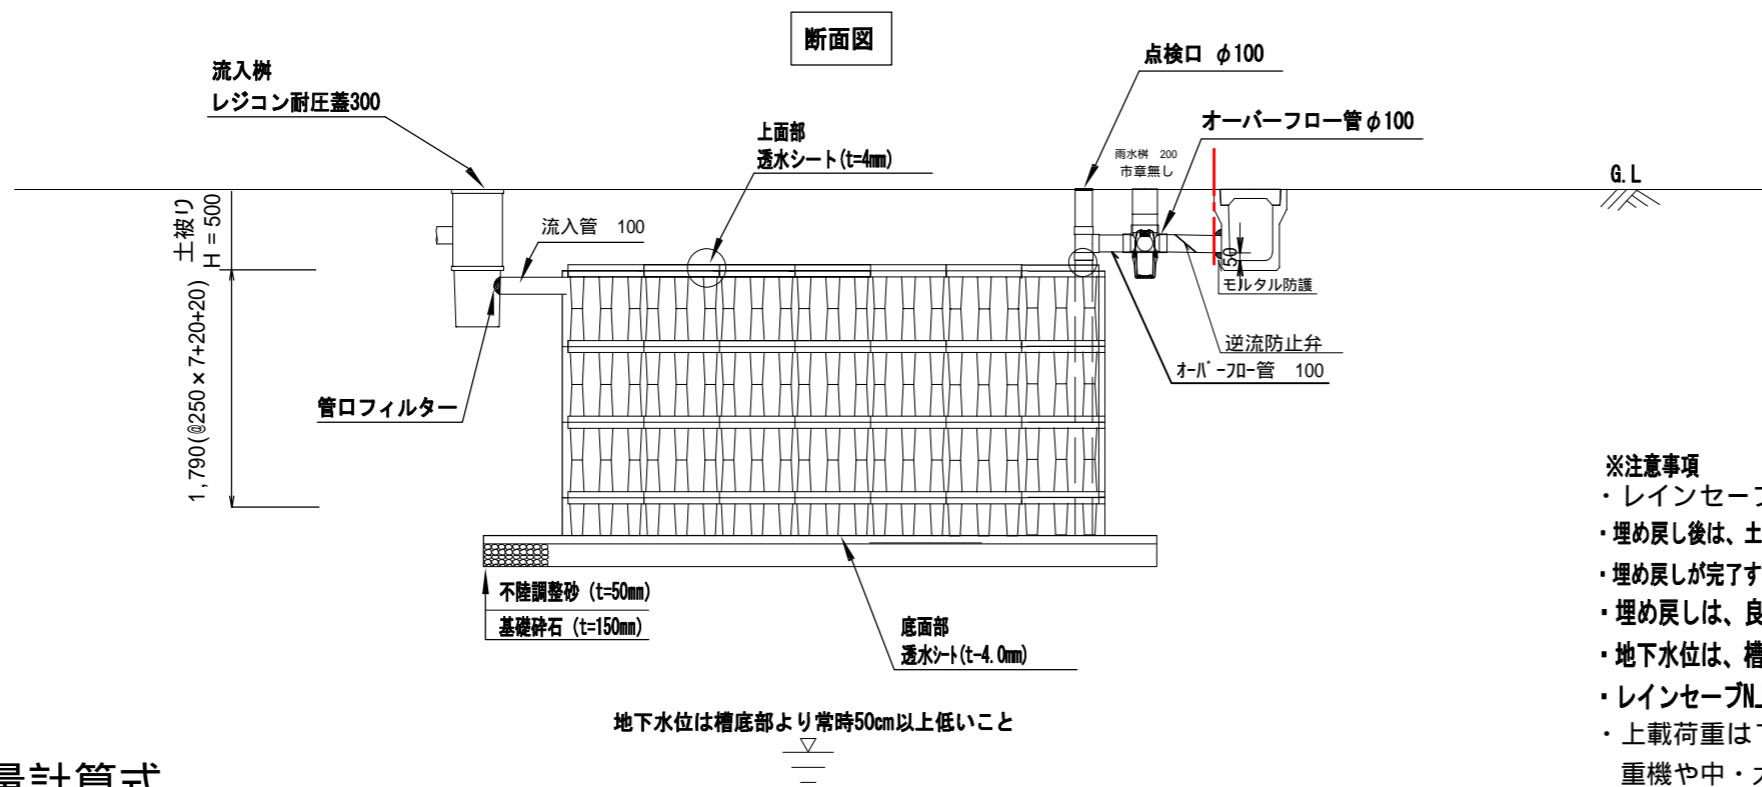 断面図
流入桝
レジコン耐圧蓋300
上面部
透水シート(t=4mm)
点検口 φ100
オーバーフロー管φ100
雨水桝 200
市章無し
G.L
土被り
H=500
流入管 100
50
モルタル防護
逆流防止弁
オーバーフロー管 100
管口フィルター
1,790(@250×7+20+20)
不陸調整砂 (t=50mm)
基礎砕石 (t=150mm)
底面部
透水シート(t-4.0mm)
地下水位は槽底部より常時50cm以上低いこと
※注意事項
・レインセーブ
・埋め戻し後は、土
・埋め戻しが完了す
・埋め戻しは、良
・地下水位は、槽
・レインセーブN
・上載荷重は
重機や中・大
量計算式